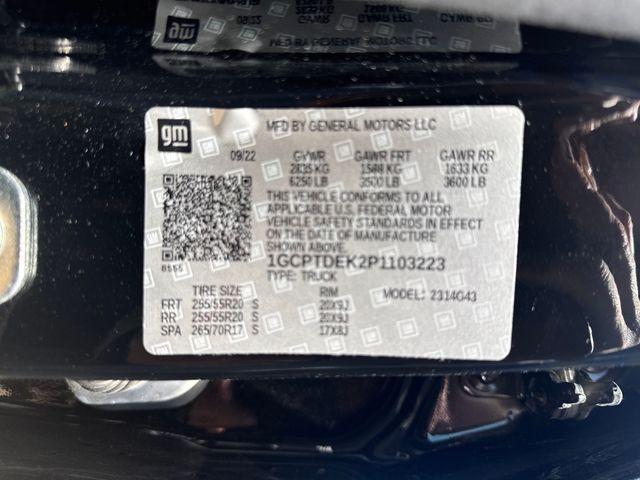 gm
MFD BY GENERAL MOTORS LLC
09/22 GVWR GAWR FRT GAWR RR
2835 KG 1588 KG 1633 KG
6250 LB 3500 LB 3600 LB
THIS VEHICLE CONFORMS TO ALL
APPLICABLE U.S. FEDERAL MOTOR
VEHICLE SAFETY STANDARDS IN EFFECT
ON THE DATE OF MANUFACTURE
SHOWN ABOVE.
8555
1GCPTDEK2P1103223
TYPE: TRUCK
TIRE SIZE RIM MODEL: 2314G43
FRT 255/55R20 S 20X9J
RR 255/55R20 S 20X9J
SPA 265/70R17 S 17X8J